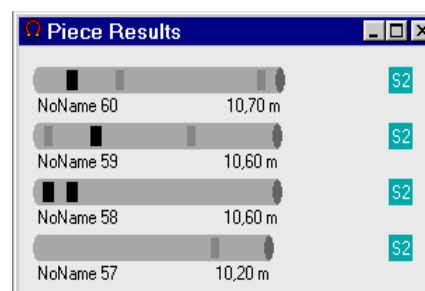 Piece Results
S2
NoName 60 10,70 m
S2
NoName 59 10,60 m
S2
NoName 58 10,60 m
S2
NoName 57 10,20 m